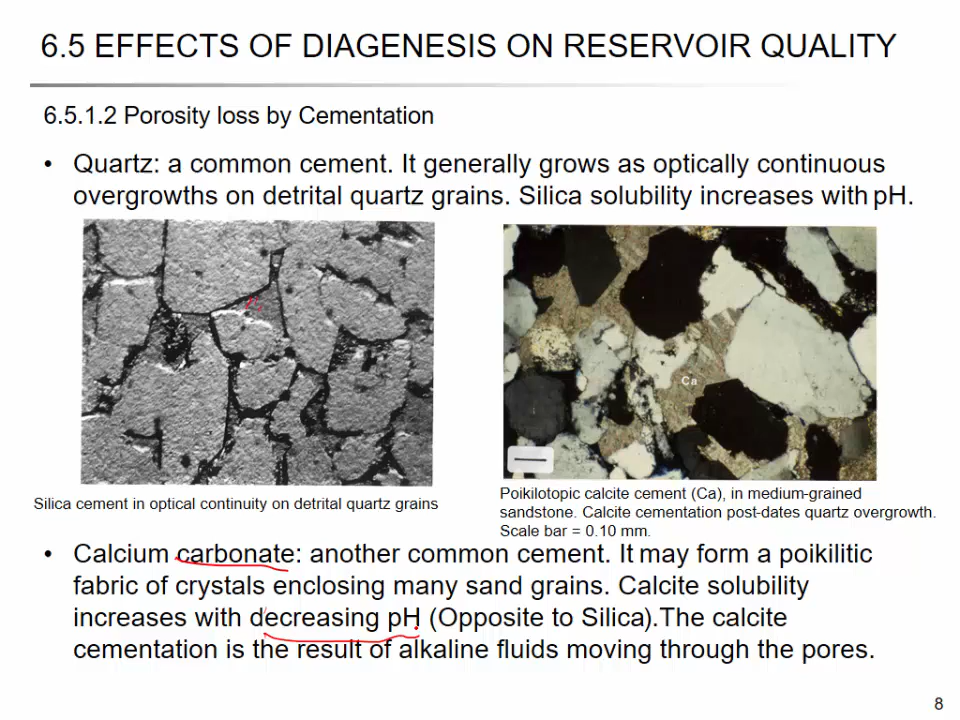 6.5 EFFECTS OF DIAGENESIS ON RESERVOIR QUALITY
6.5.1.2 Porosity loss by Cementation
• Quartz: a common cement. It generally grows as optically continuous
overgrowths on detrital quartz grains. Silica solubility increases with pH.
Ca
Silica cement in optical continuity on detrital quartz grains
Poikilotopic calcite cement (Ca), in medium-grained
sandstone. Calcite cementation post-dates quartz overgrowth.
Scale bar = 0.10 mm.
• Calcium carbonate: another common cement. It may form a poikilitic
fabric of crystals enclosing many sand grains. Calcite solubility
increases with decreasing pH (Opposite to Silica).The calcite
cementation is the result of alkaline fluids moving through the pores.
8